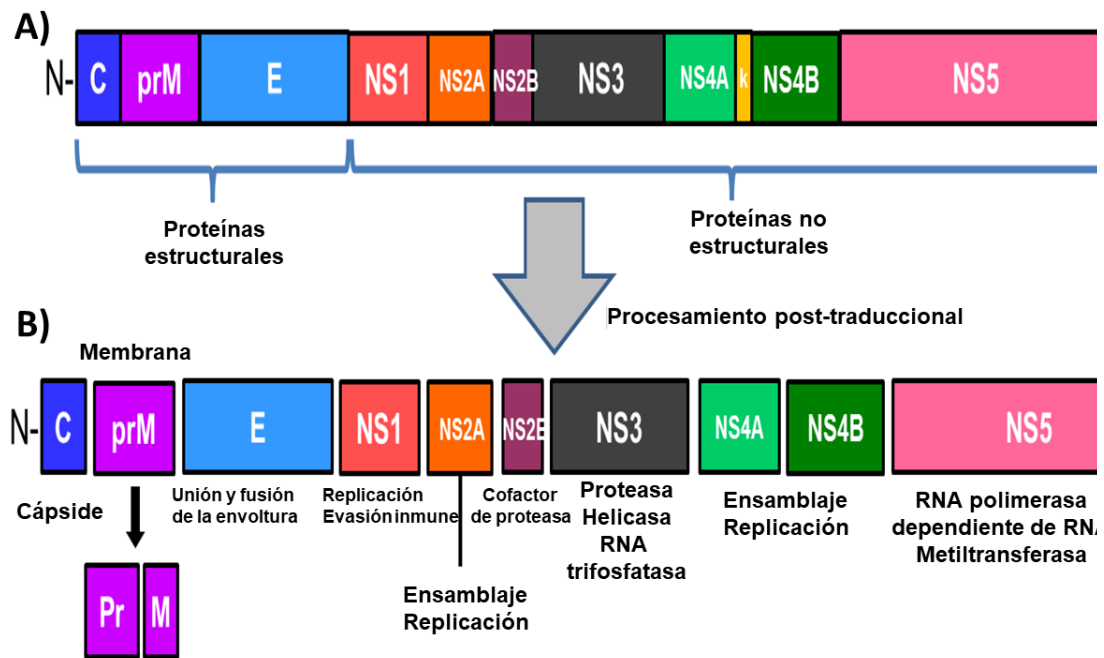 A)
N- C prM E NS1 NS2A NS2B NS3 NS4A k NS4B NS5
Proteínas
estructurales
Proteínas no
estructurales
Procesamiento post-traduccional
B)
Membrana
N- C prM E NS1 NS2A NS2B NS3 NS4A NS4B NS5
Cápside
Unión y fusión
de la envoltura
Replicación
Evasión inmune
Cofactor
de proteasa
Proteasa
Helicasa
RNA
trifosfatasa
Ensamblaje
Replicación
RNA polimerasa
dependiente de RNA
Metiltransferasa
Ensamblaje
Replicación
Pr M